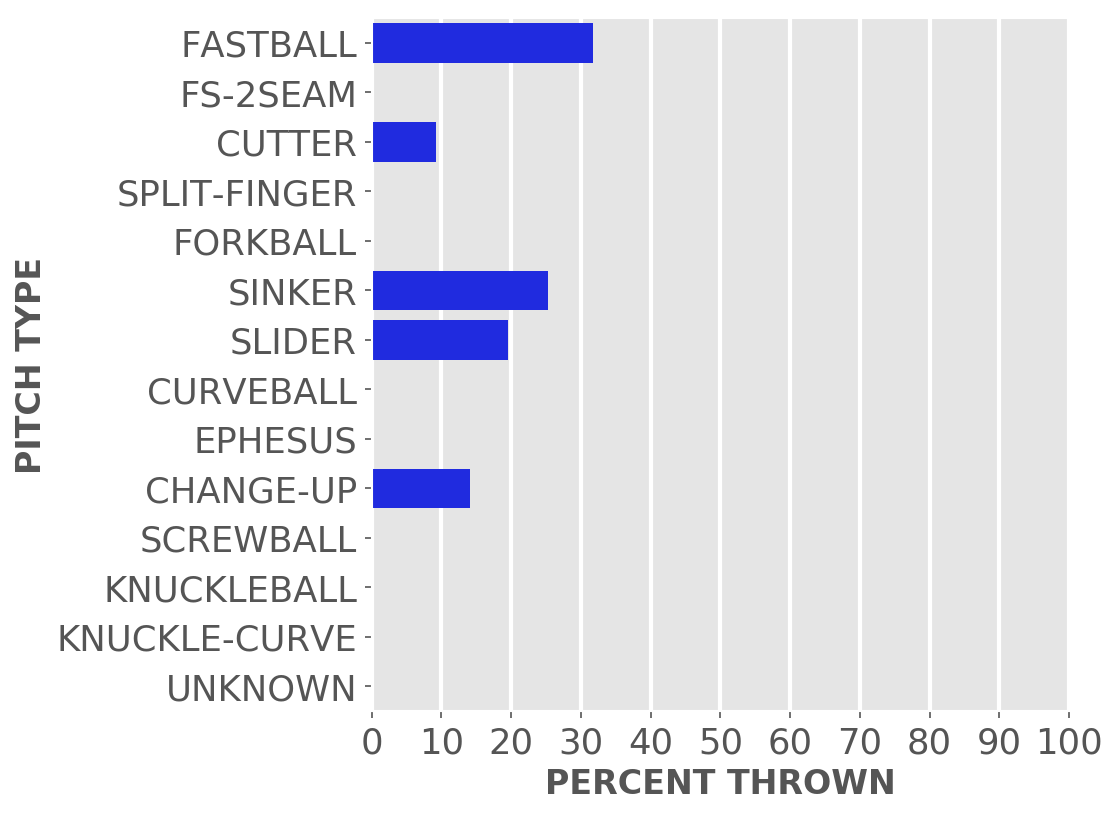 FASTBALL
FS-2SEAM
CUTTER
SPLIT-FINGER
FORKBALL
SINKER
SLIDER
CURVEBALL
EPHESUS
CHANGE-UP
SCREWBALL
KNUCKLEBALL
KNUCKLE-CURVE
UNKNOWN
PITCH TYPE
0 10 20 30 40 50 60 70 80 90 100
PERCENT THROWN